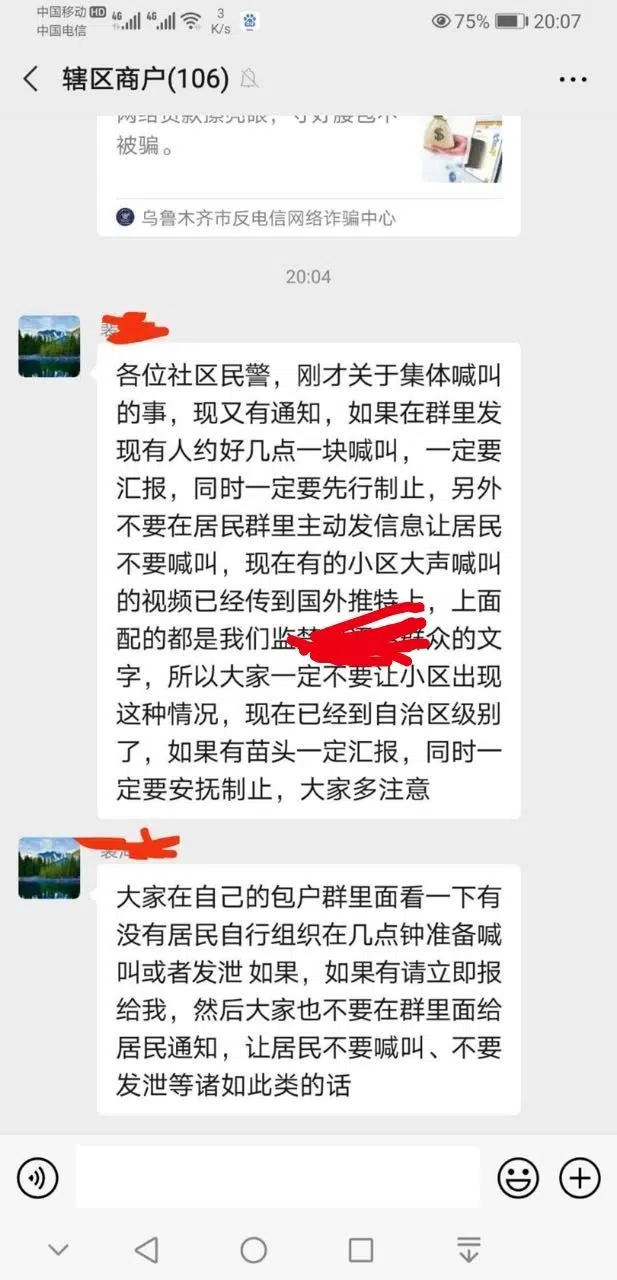 中国移动 HD 4G 4G 3 75% 20:07
中国电信 K/s
辖区商户(106)
网络贷款擦亮眼，守好腰包不
被骗。
乌鲁木齐市反电信网络诈骗中心
20:04
各位社区民警，刚才关于集体喊叫
的事，现又有通知，如果在群里发
现有人约好几点一块喊叫，一定要
汇报，同时一定要先行制止，另外
不要在居民群里主动发信息让居民
不要喊叫，现在有的小区大声喊叫
的视频已经传到国外推特上，上面
配的都是我们监禁群众的文
字，所以大家一定不要让小区出现
这种情况，现在已经到自治区级别
了，如果有苗头一定汇报，同时一
定要安抚制止，大家多注意
大家在自己的包户群里面看一下有
没有居民自行组织在几点钟准备喊
叫或者发泄 如果，如果有请立即报
给我，然后大家也不要在群里面给
居民通知，让居民不要喊叫、不要
发泄等诸如此类的话